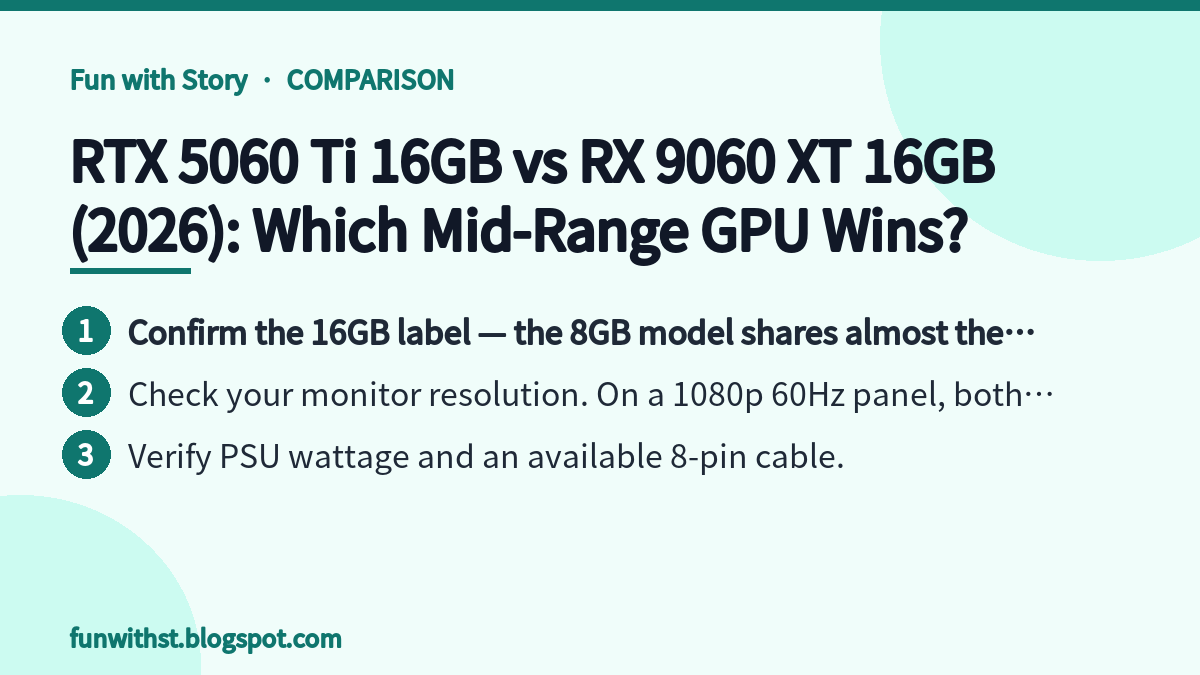 Fun with Story · COMPARISON
RTX 5060 Ti 16GB vs RX 9060 XT 16GB
(2026): Which Mid-Range GPU Wins?
1 Confirm the 16GB label — the 8GB model shares almost the⋯
2 Check your monitor resolution. On a 1080p 60Hz panel, both⋯
3 Verify PSU wattage and an available 8-pin cable.
funwithst.blogspot.com